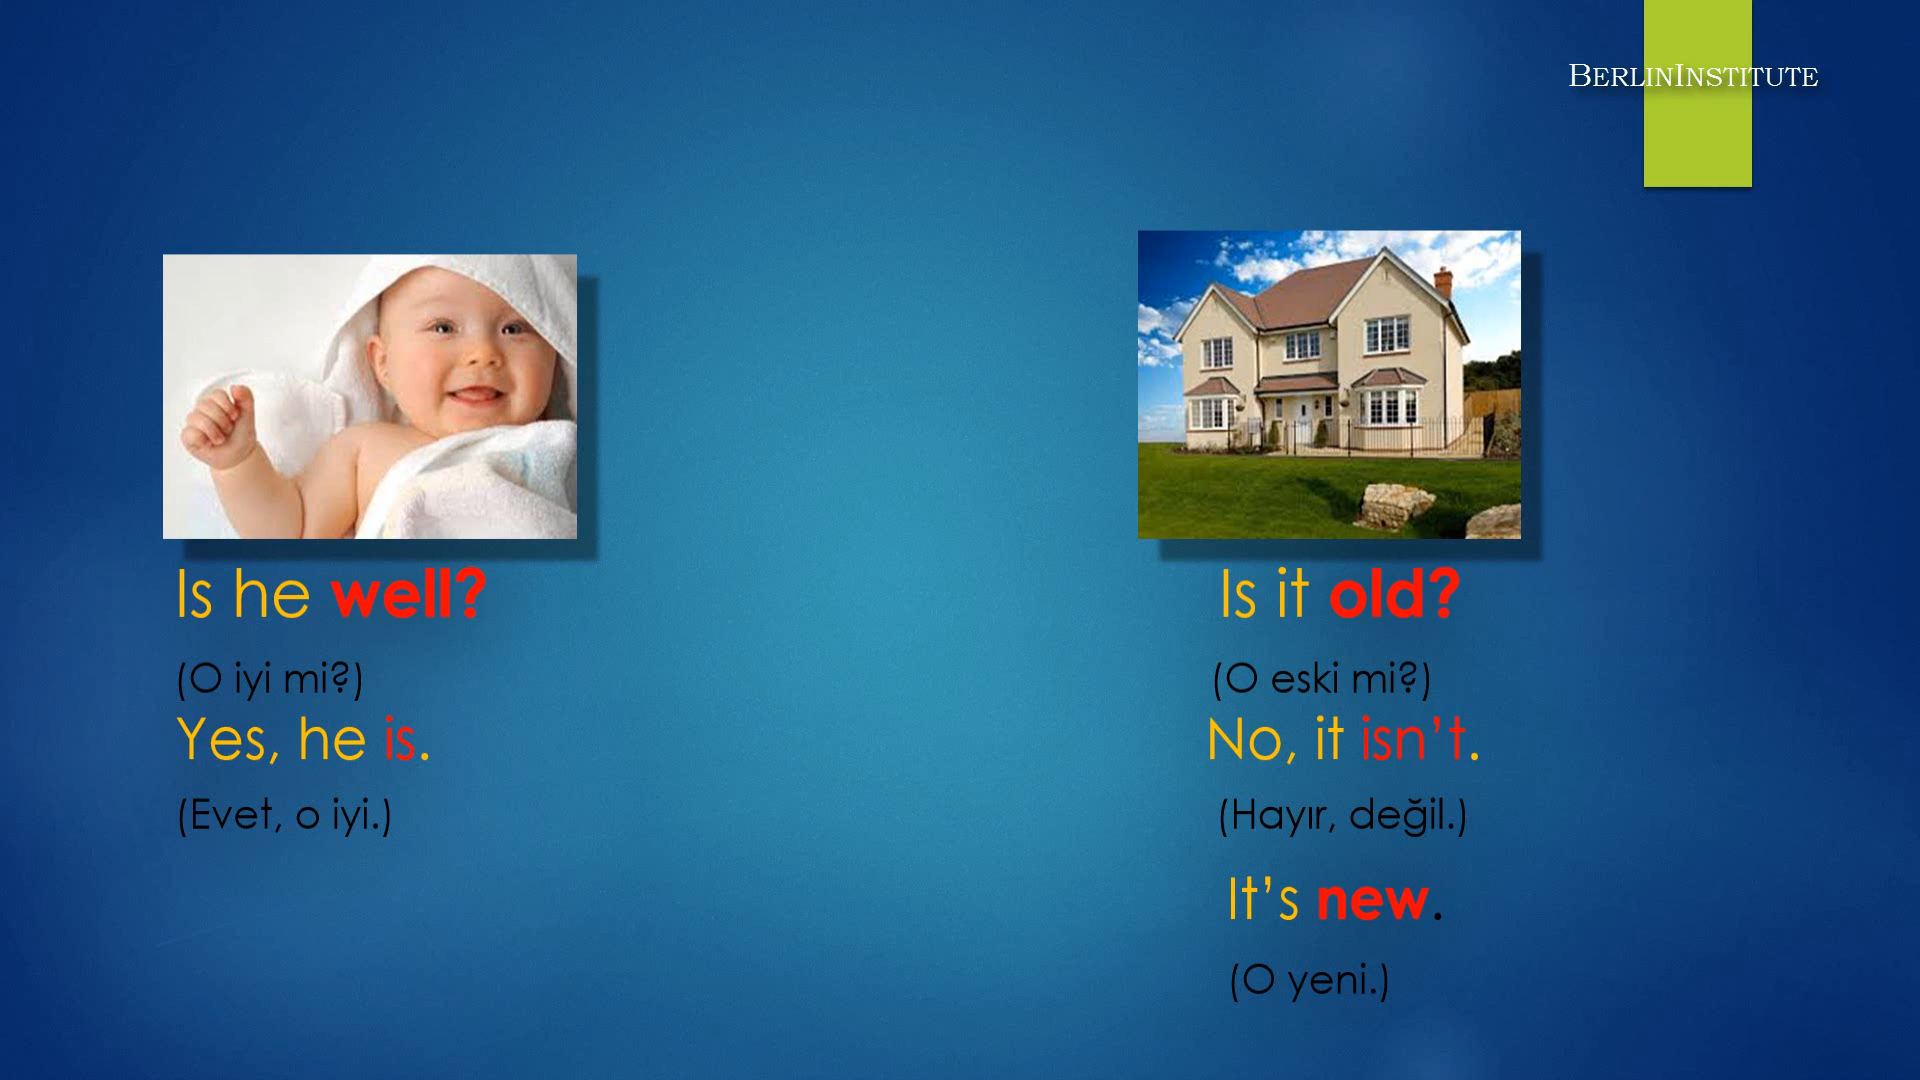 BERLININSTITUTE
Is he well?
(O iyi mi?)
Yes, he is.
(Evet, o iyi.)
Is it old?
(O eski mi?)
No, it isn’t.
(Hayır, değil.)
It’s new.
(O yeni.)